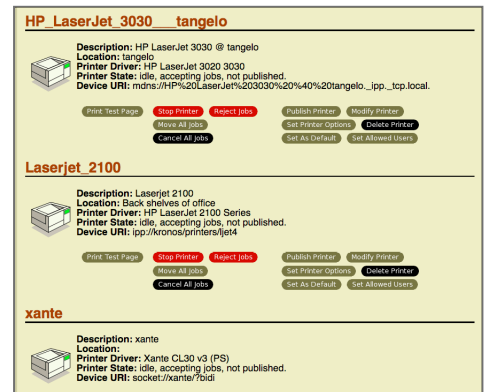 HP_LaserJet_3030___tangelo
Description: HP LaserJet 3030 @ tangelo
Location: tangelo
Printer Driver: HP LaserJet 3020 3030
Printer State: idle, accepting jobs, not published.
Device URI: mdns://HP%20LaserJet%203030%20%40%20tangelo._ipp._tcp.local.
Print Test Page Stop Printer Reject Jobs Publish Printer Modify Printer
Move All Jobs Set Printer Options Delete Printer
Cancel All Jobs Set As Default Set Allowed Users
Laserjet_2100
Description: Laserjet 2100
Location: Back shelves of office
Printer Driver: HP LaserJet 2100 Series
Printer State: idle, accepting jobs, not published.
Device URI: ipp://kronos/printers/ljet4
Print Test Page Stop Printer Reject Jobs Publish Printer Modify Printer
Move All Jobs Set Printer Options Delete Printer
Cancel All Jobs Set As Default Set Allowed Users
xante
Description: xante
Location:
Printer Driver: Xante CL30 v3 (PS)
Printer State: idle, accepting jobs, not published.
Device URI: socket://xante/?bidi